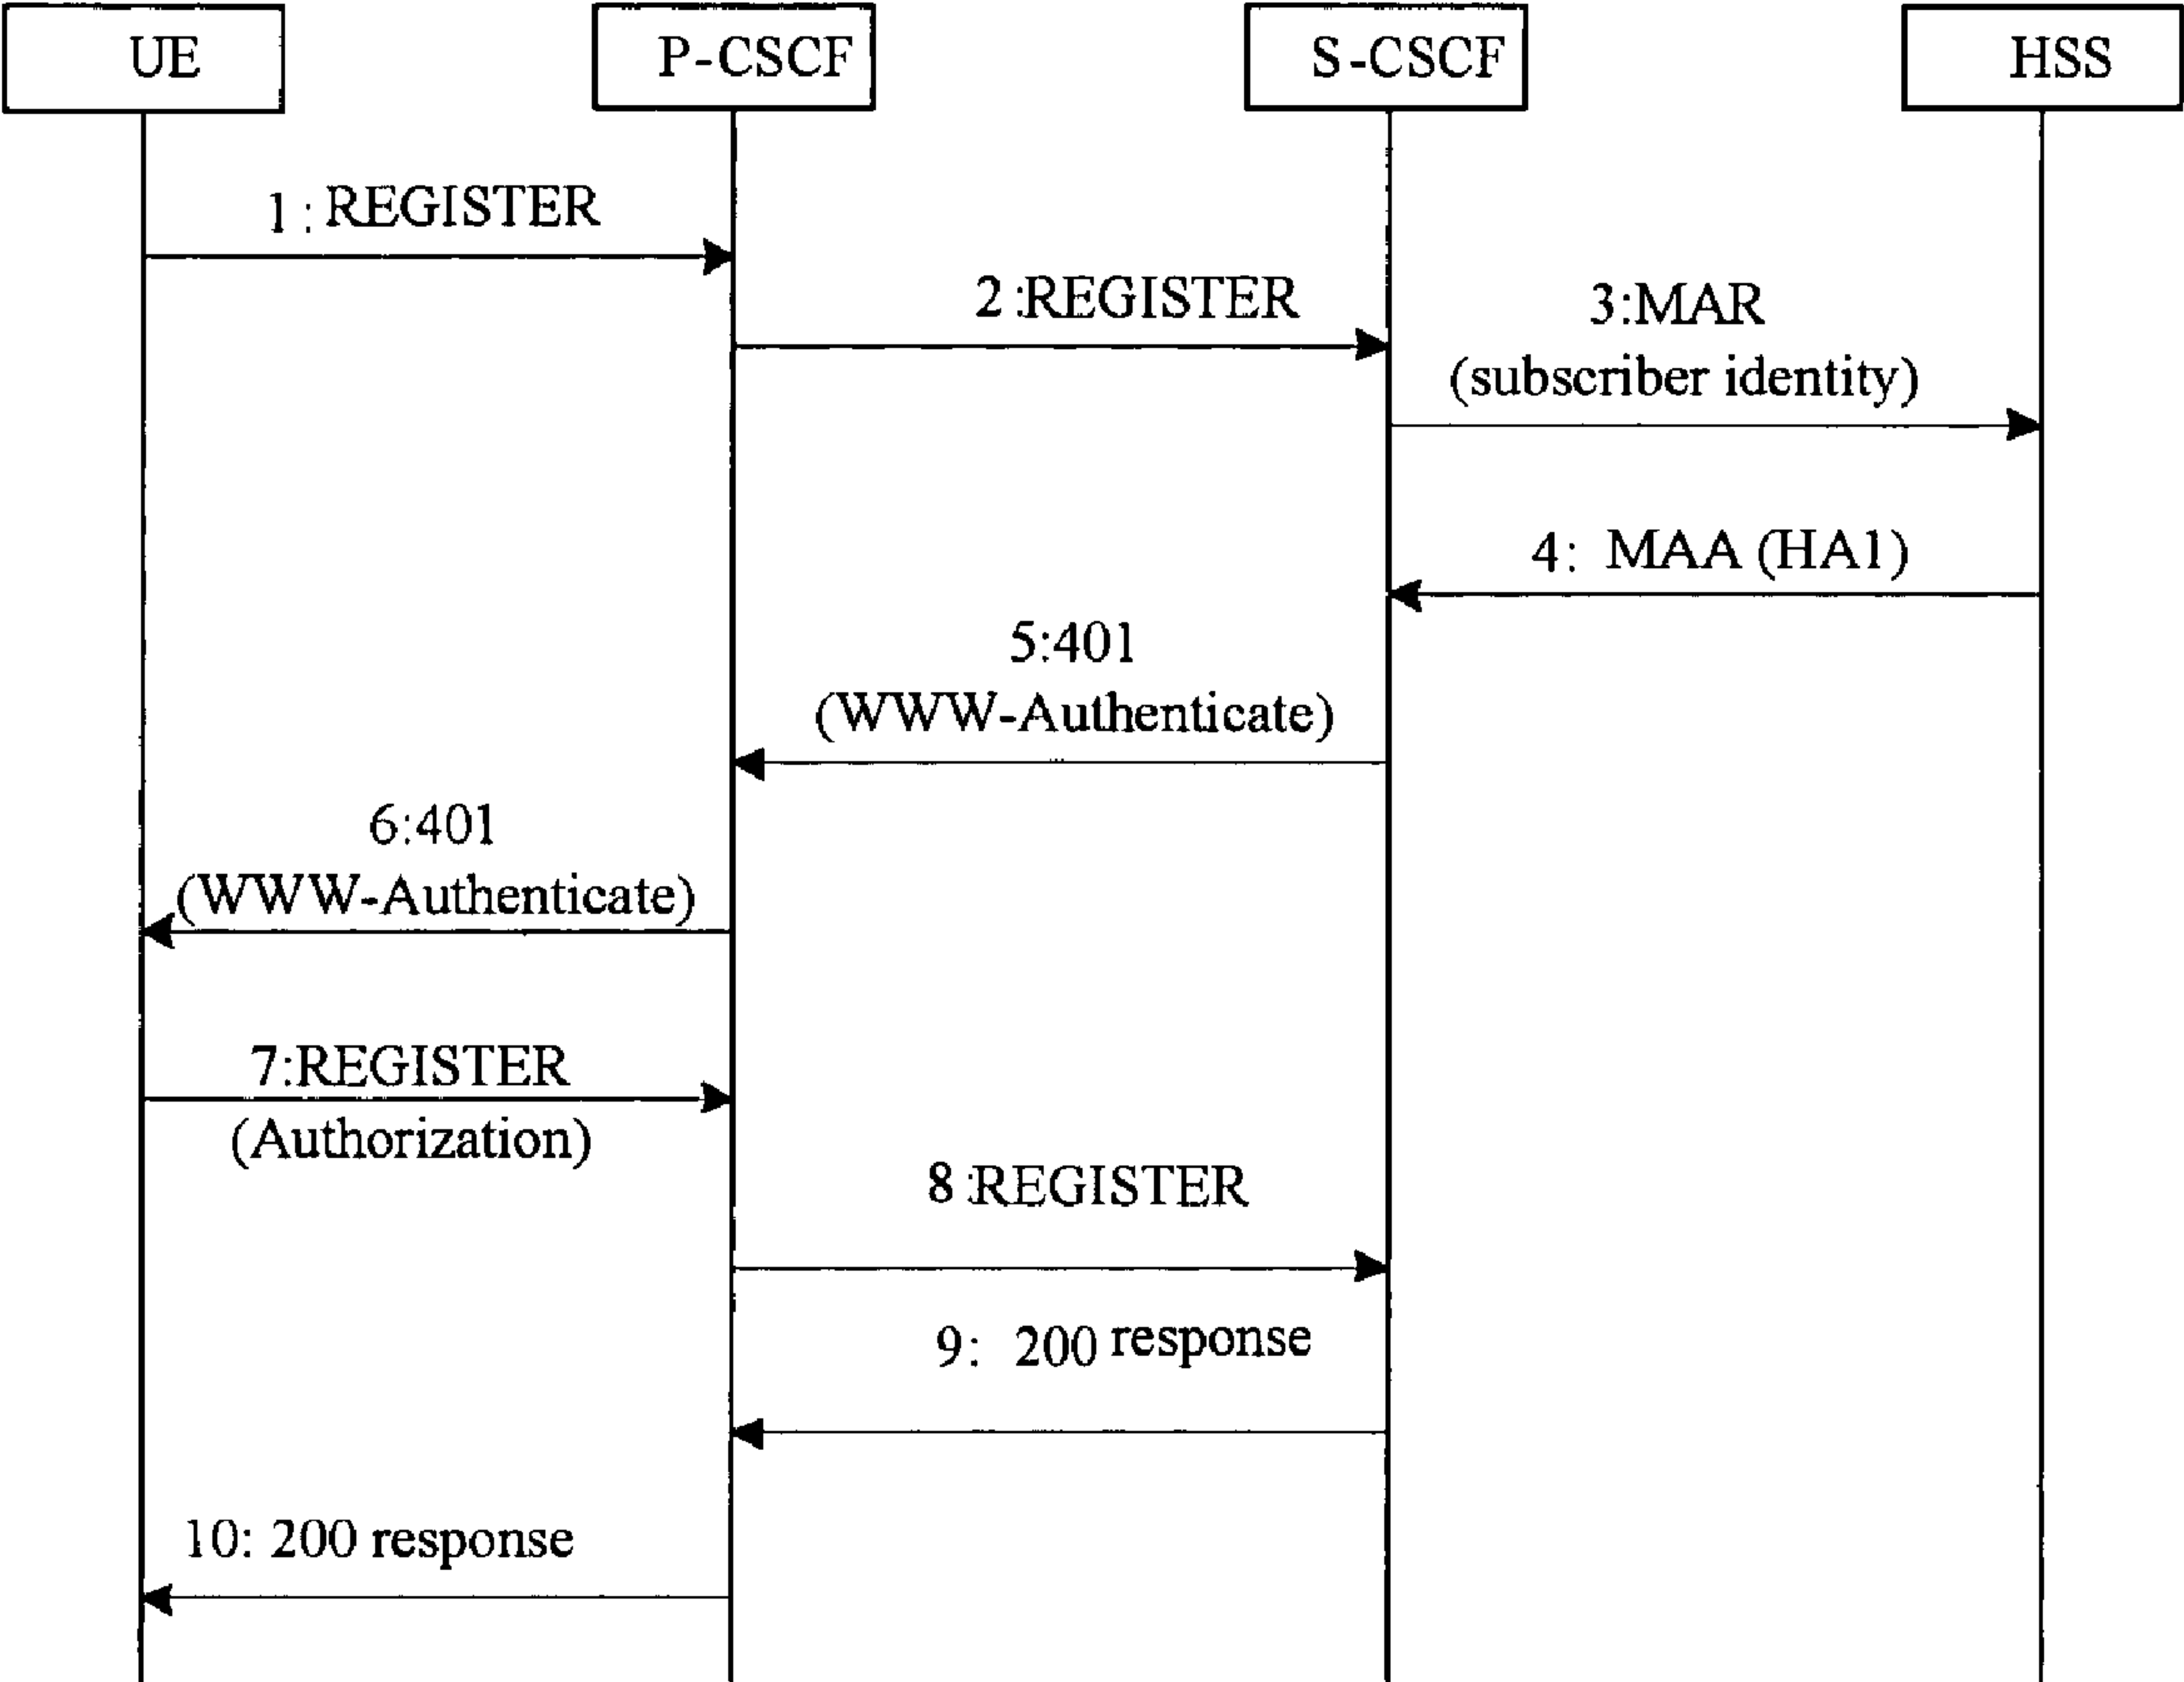 UE
P-CSCF
S-CSCF
HSS
1 : REGISTER
2 :REGISTER
3:MAR
(subscriber identity)
4: MAA (HA1)
5:401
(WWW-Authenticate)
6:401
(WWW-Authenticate)
7:REGISTER
(Authorization)
8 :REGISTER
9: 200 response
10: 200 response